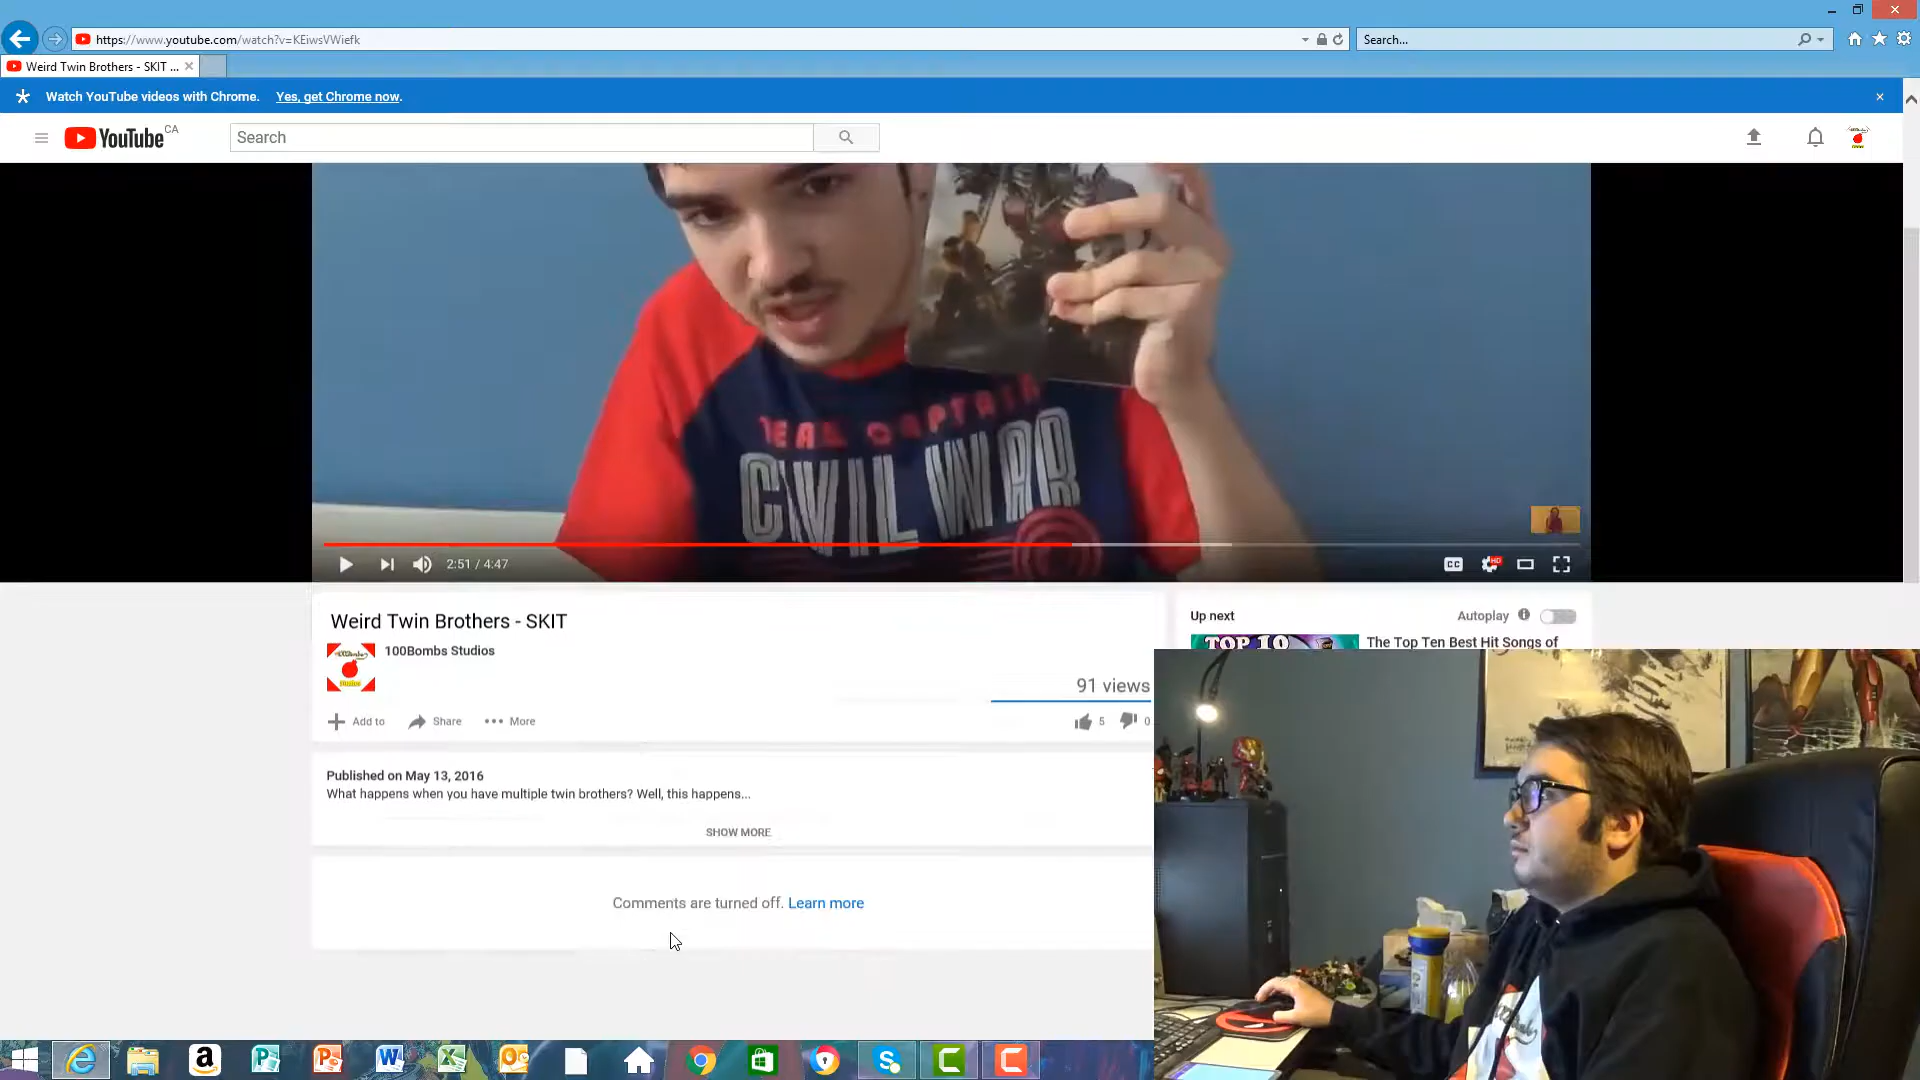 https://www.youtube.com/watch?v=KEiwsVWiefk
Search...
Weird Twin Brothers - SKIT ...
Watch YouTube videos with Chrome. Yes, get Chrome now.
YouTube CA
Search
TEAM CAPTAIN
CIVIL WAR
2:51 / 4:47
CC
HD
Weird Twin Brothers - SKIT
100Bombs Studios
91 views
Add to
Share
More
5
0
Up next
Autoplay
TOP 10
The Top Ten Best Hit Songs of
Published on May 13, 2016
What happens when you have multiple twin brothers? Well, this happens...
SHOW MORE
Comments are turned off. Learn more